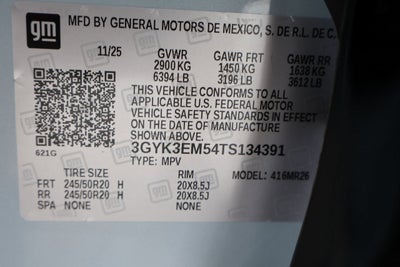 gm MFD BY GENERAL MOTORS DE MEXICO, S. DE R.L. DE C.
11/25 GVWR GAWR FRT GAWR RR
2900 KG 1450 KG 1638 KG
6394 LB 3196 LB 3612 LB
THIS VEHICLE CONFORMS TO ALL
APPLICABLE U.S. FEDERAL MOTOR
VEHICLE SAFETY STANDARDS IN EFFECT
ON THE DATE OF
3GYK3EM54TS134391
621G TYPE: MPV MODEL: 416MR26
TIRE SIZE RIM
FRT 245/50R20 H 20X8.5J
RR 245/50R20 H 20X8.5J
SPA NONE NONE